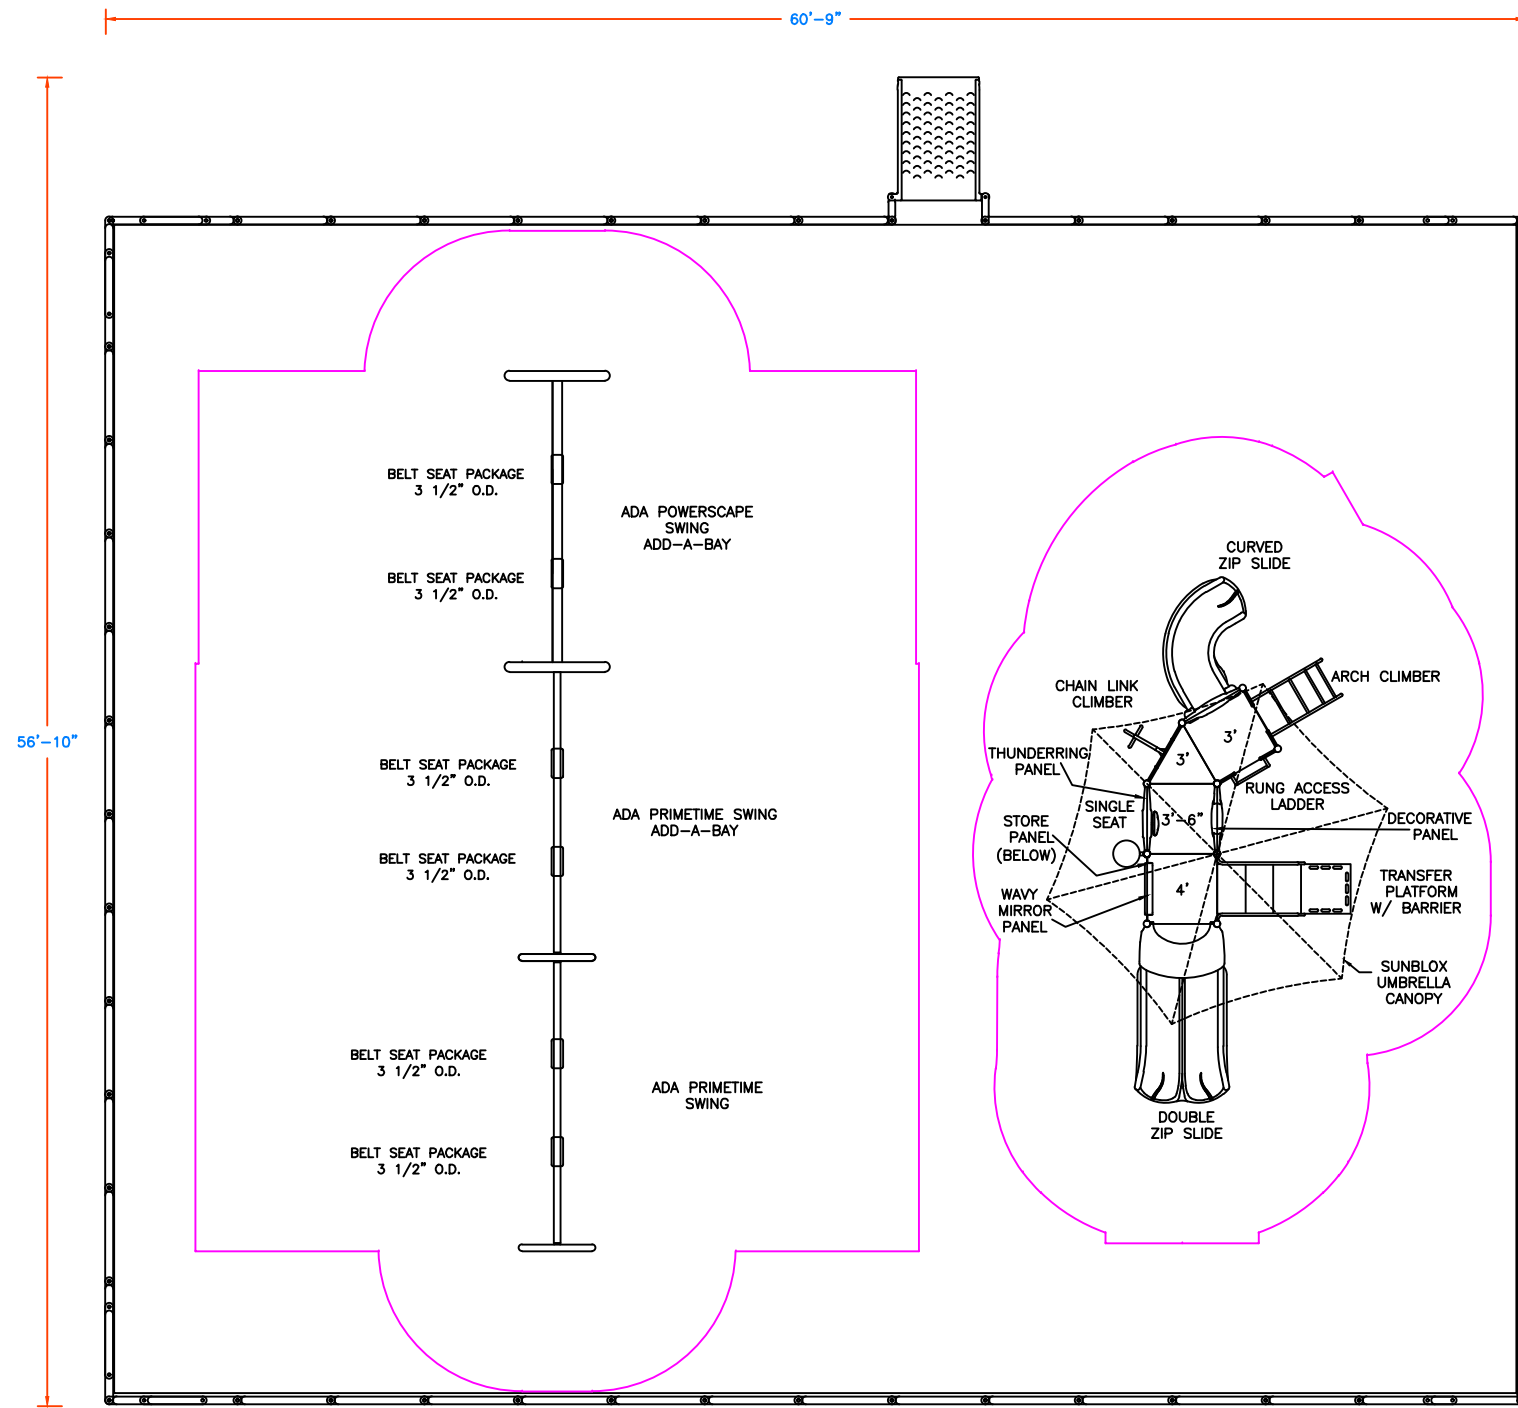 60'-9"
56'-10"
BELT SEAT PACKAGE
3 1/2" O.D.
ADA POWERSCAPE
SWING
ADD-A-BAY
BELT SEAT PACKAGE
3 1/2" O.D.
BELT SEAT PACKAGE
3 1/2" O.D.
ADA PRIMETIME SWING
ADD-A-BAY
BELT SEAT PACKAGE
3 1/2" O.D.
BELT SEAT PACKAGE
3 1/2" O.D.
ADA PRIMETIME
SWING
BELT SEAT PACKAGE
3 1/2" O.D.
CURVED
ZIP SLIDE
CHAIN LINK
CLIMBER
ARCH CLIMBER
3'
3'
THUNDERRING
PANEL
RUNG ACCESS
LADDER
SINGLE
SEAT
3'-6"
STORE
PANEL
(BELOW)
DECORATIVE
PANEL
4'
WAVY
MIRROR
PANEL
TRANSFER
PLATFORM
W/ BARRIER
SUNBLOX
UMBRELLA
CANOPY
DOUBLE
ZIP SLIDE